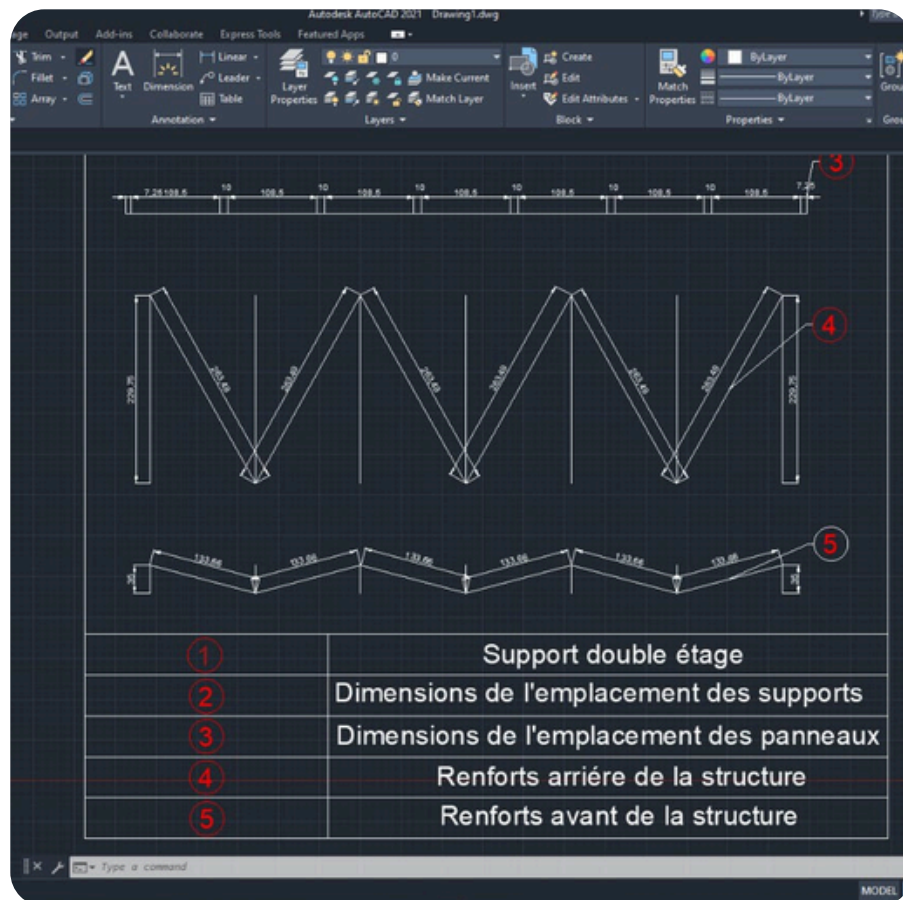 Autodesk AutoCAD 2021 Drawing1.dwg
Output Add-ins Collaborate Express Tools Featured Apps
Trim
Fillet
Array
Text
Dimension
Linear
Leader
Table
Annotation
Layer
Properties
0
Make Current
Match Layer
Layers
Insert
Create
Edit
Edit Attributes
Block
Match
Properties
ByLayer
ByLayer
ByLayer
Properties
3
7,25 108,5 10 108,5 10 108,5 10 108,5 10 108,5 10 108,5 10 108,5 7,25
4
229,75 263,49 263,49 263,49 263,49 263,49 263,49 229,75
5
35 133,66 133,66 133,66 133,66 133,66 133,66 35
1 Support double étage
2 Dimensions de l'emplacement des supports
3 Dimensions de l'emplacement des panneaux
4 Renforts arriére de la structure
5 Renforts avant de la structure
Type a command
MODEL